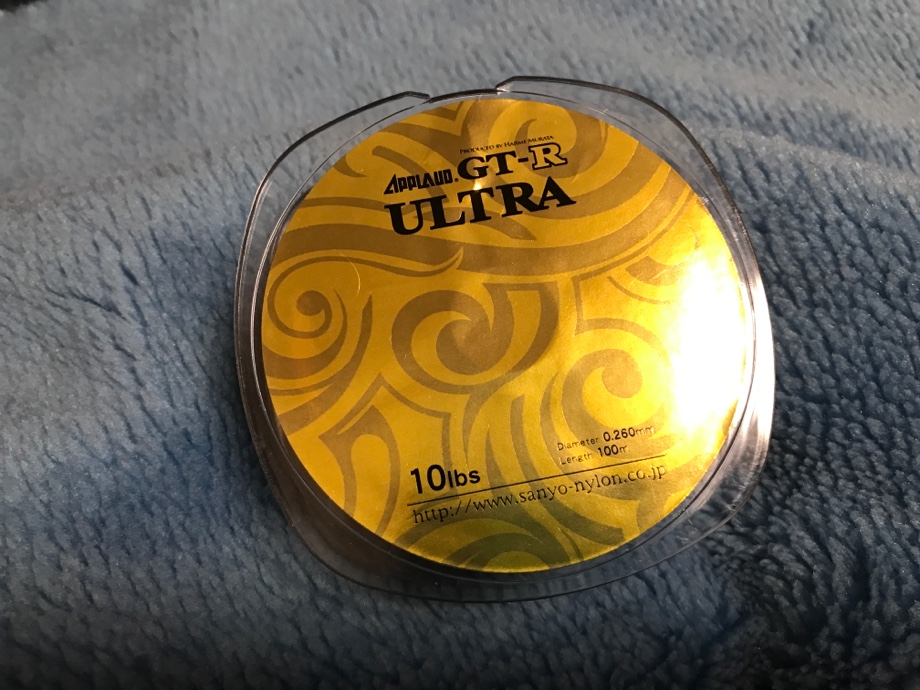 PRODUCED BY HAJIME MURATA
APPLAUD. GT-R
ULTRA
Diameter 0.260mm
Length 100m
10lbs
http://www.sanyo-nylon.co.jp